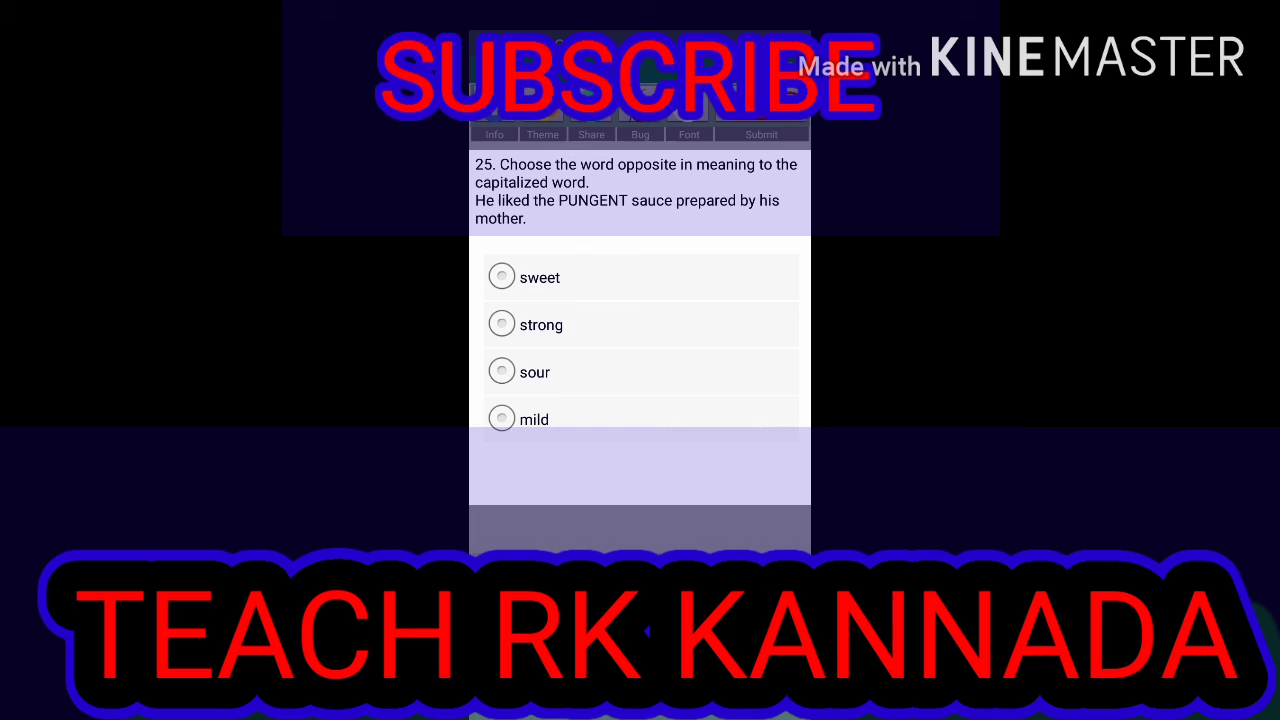 SUBSCRIBE
Made with KINEMASTER
Info Theme Share Bug Font Submit
25. Choose the word opposite in meaning to the
capitalized word.
He liked the PUNGENT sauce prepared by his
mother.
sweet
strong
sour
mild
TEACH RK KANNADA